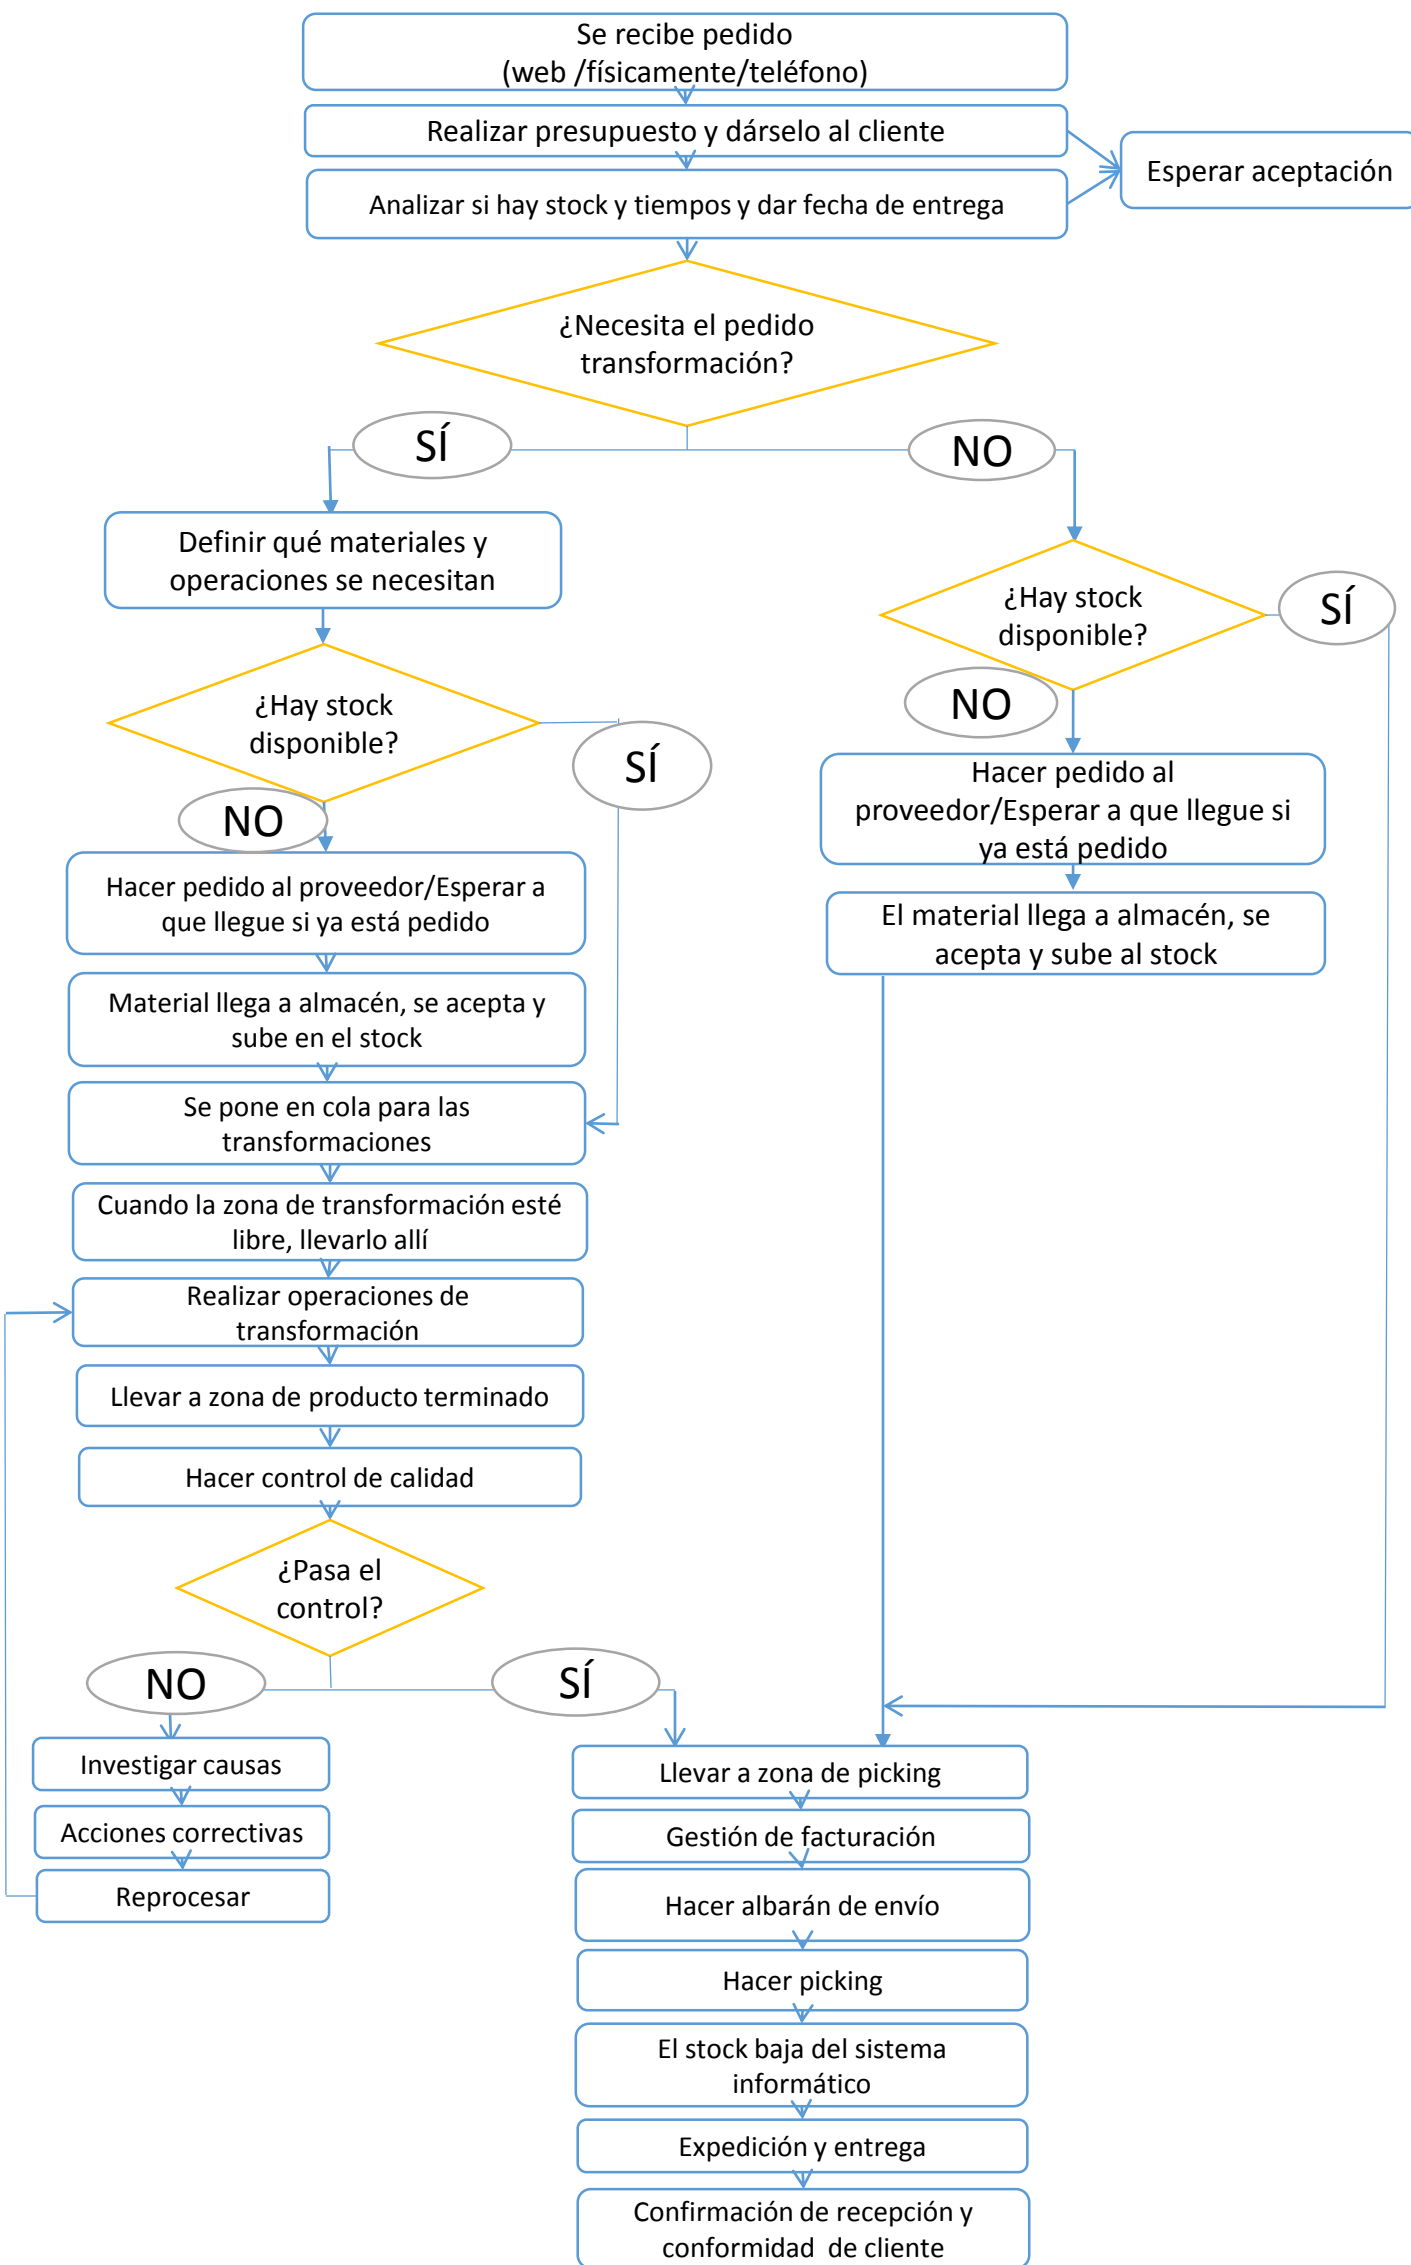 Se recibe pedido
(web /físicamente/teléfono)
Realizar presupuesto y dárselo al cliente
Esperar aceptación
Analizar si hay stock y tiempos y dar fecha de entrega
¿Necesita el pedido
transformación?
SÍ
NO
Definir qué materiales y
operaciones se necesitan
¿Hay stock
disponible?
SÍ
NO
Hacer pedido al
proveedor/Esperar a que llegue si
ya está pedido
El material llega a almacén, se
acepta y sube al stock
¿Hay stock
disponible?
SÍ
NO
Hacer pedido al proveedor/Esperar a
que llegue si ya está pedido
Material llega a almacén, se acepta y
sube en el stock
Se pone en cola para las
transformaciones
Cuando la zona de transformación esté
libre, llevarlo allí
Realizar operaciones de
transformación
Llevar a zona de producto terminado
Hacer control de calidad
¿Pasa el
control?
NO
SÍ
Investigar causas
Acciones correctivas
Reprocesar
Llevar a zona de picking
Gestión de facturación
Hacer albarán de envío
Hacer picking
El stock baja del sistema
informático
Expedición y entrega
Confirmación de recepción y
conformidad  de cliente